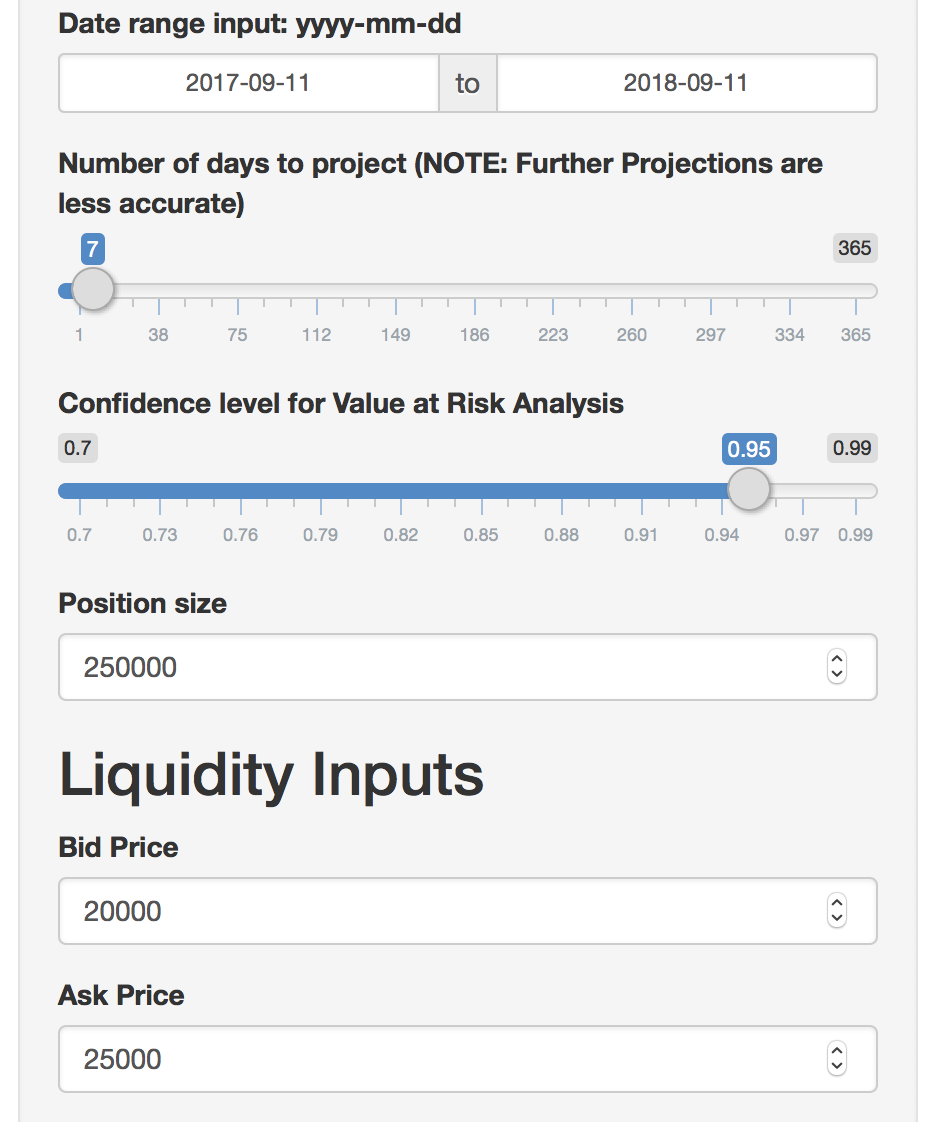 Date range input: yyyy-mm-dd
2017-09-11 to 2018-09-11
Number of days to project (NOTE: Further Projections are
less accurate)
7 365
1 38 75 112 149 186 223 260 297 334 365
Confidence level for Value at Risk Analysis
0.7 0.95 0.99
0.7 0.73 0.76 0.79 0.82 0.85 0.88 0.91 0.94 0.97 0.99
Position size
250000
Liquidity Inputs
Bid Price
20000
Ask Price
25000